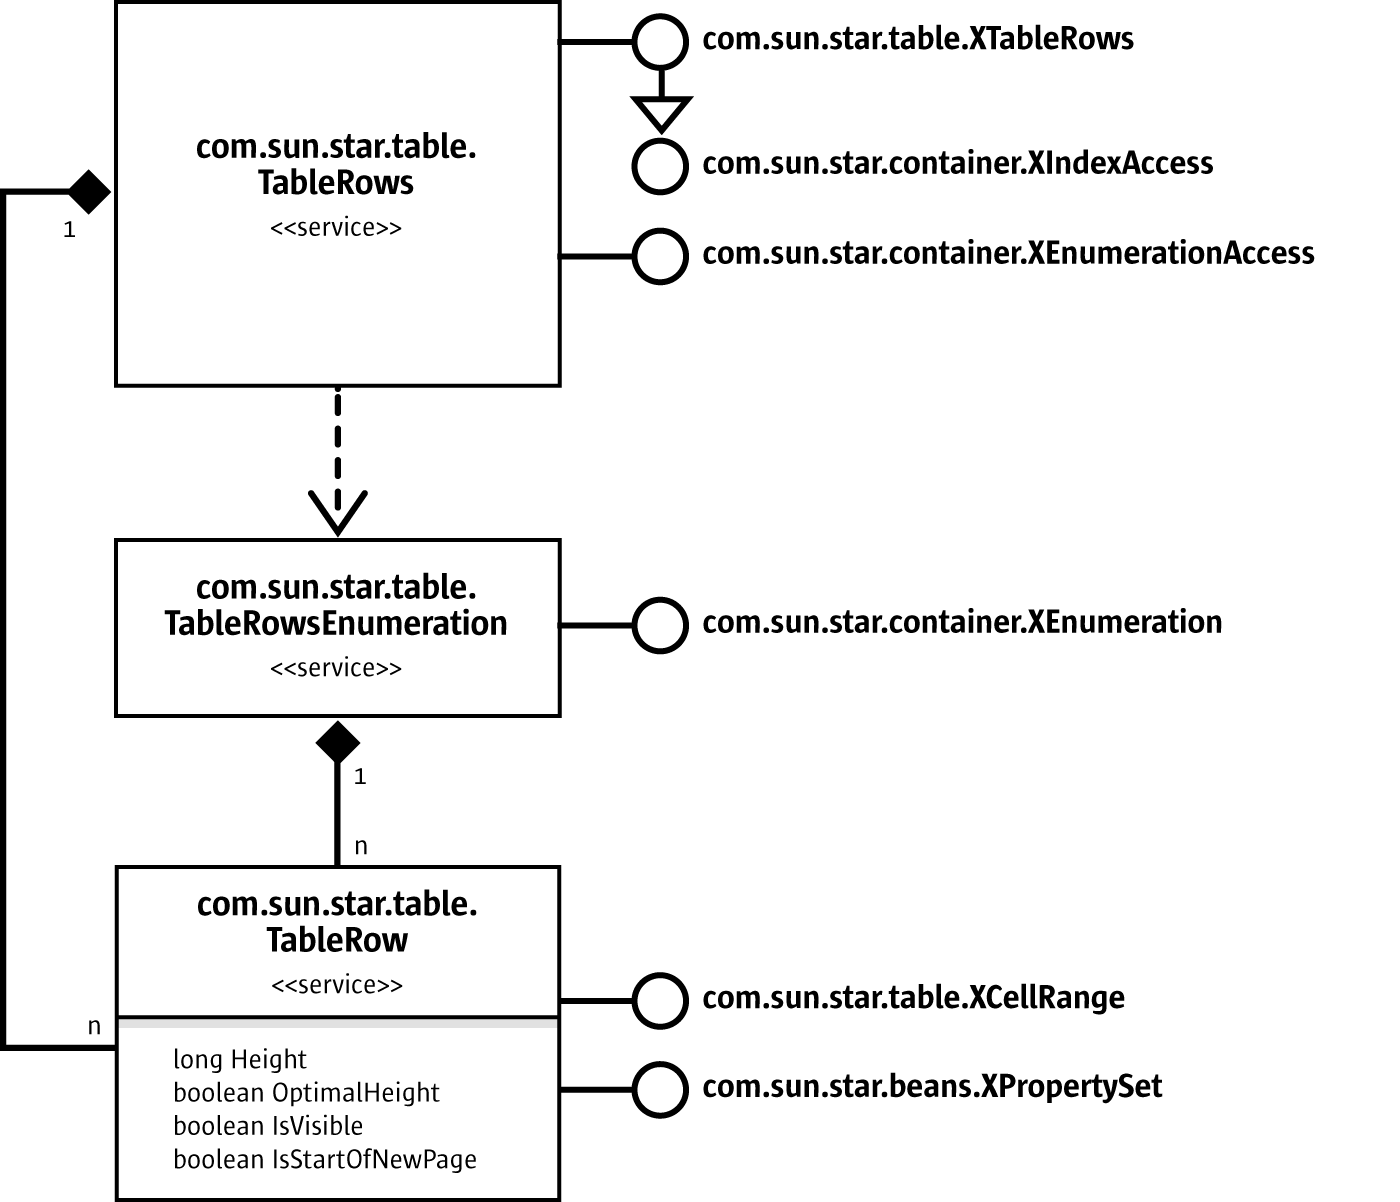 com.sun.star.table.XTableRows
com.sun.star.table.
TableRows
<<service>>
com.sun.star.container.XIndexAccess
com.sun.star.container.XEnumerationAccess
1
com.sun.star.table.
TableRowsEnumeration
<<service>>
com.sun.star.container.XEnumeration
1
n
com.sun.star.table.
TableRow
<<service>>
com.sun.star.table.XCellRange
n
long Height
boolean OptimalHeight
boolean IsVisible
boolean IsStartOfNewPage
com.sun.star.beans.XPropertySet